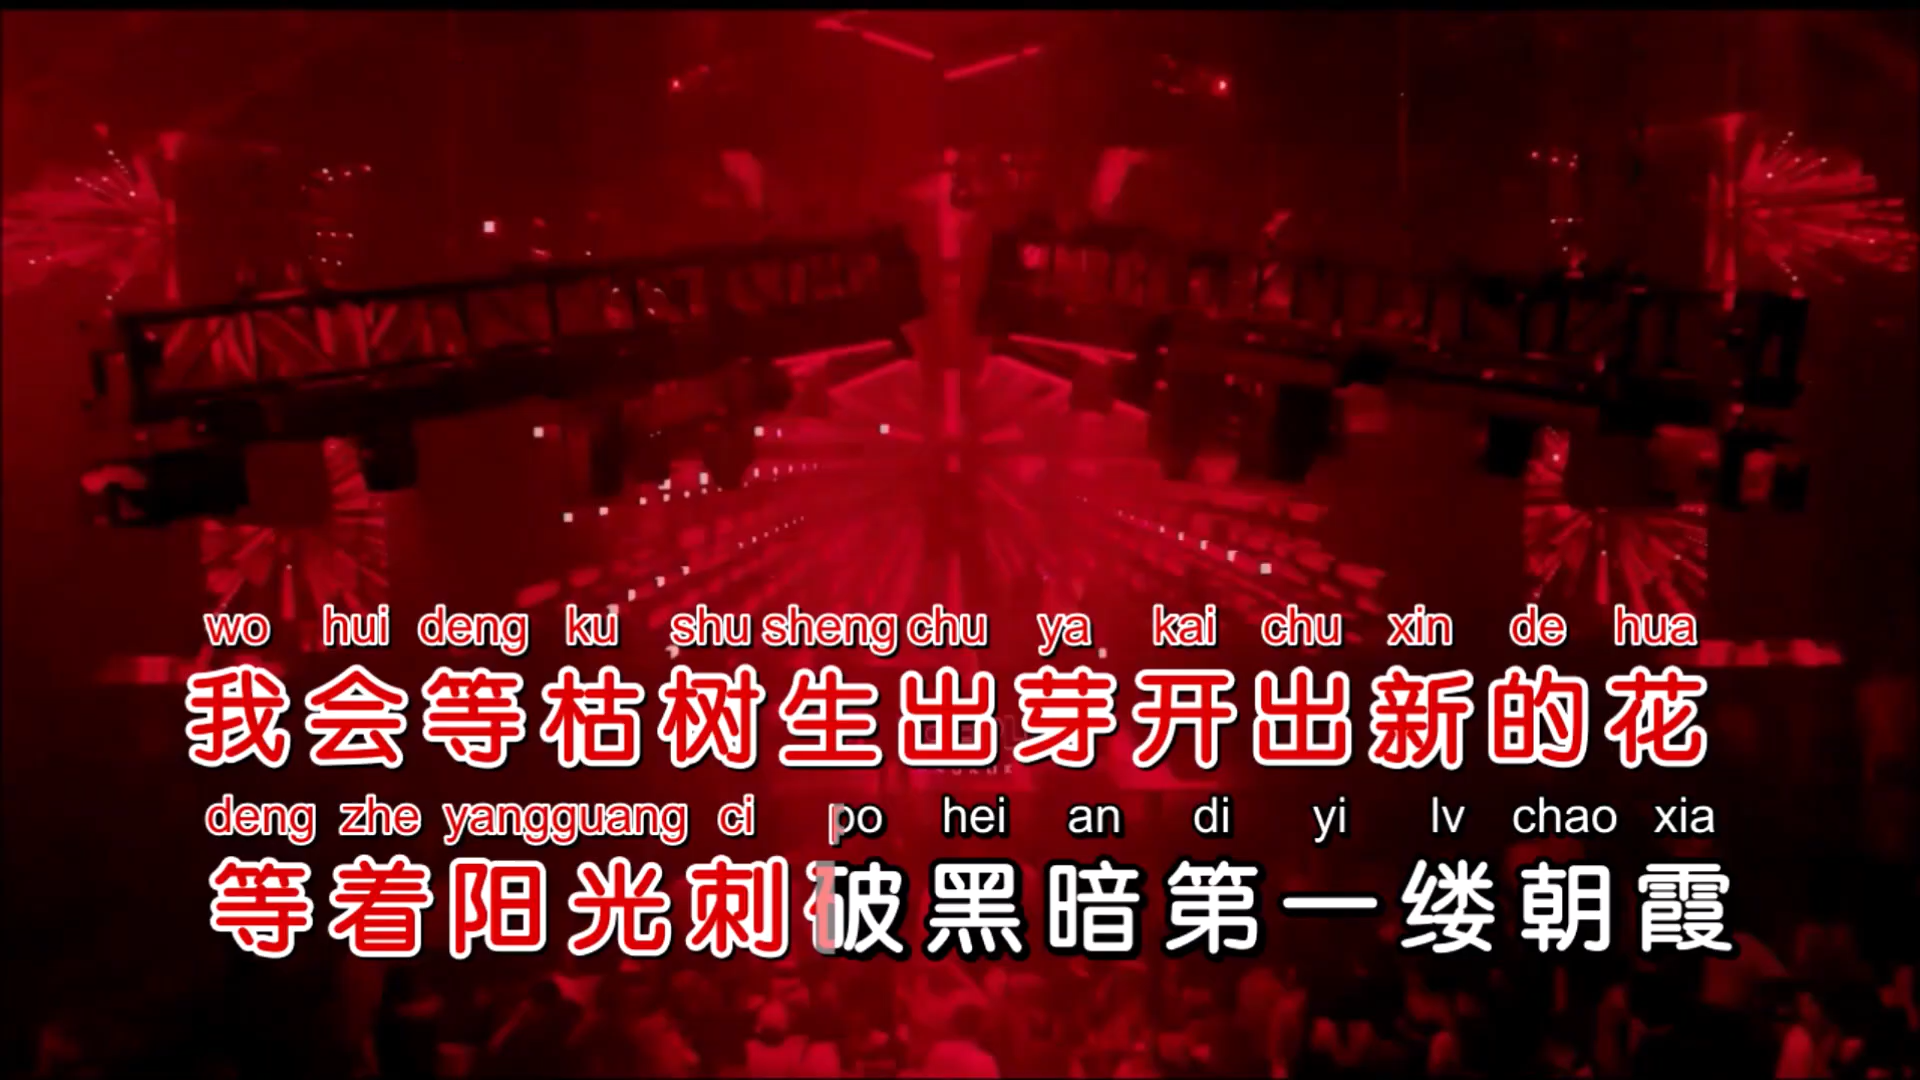 wo hui deng ku shu sheng chu ya kai chu xin de hua
我会等枯树生出芽开出新的花
deng zhe yangguang ci po hei an di yi lv chao xia
等着阳光刺破黑暗第一缕朝霞